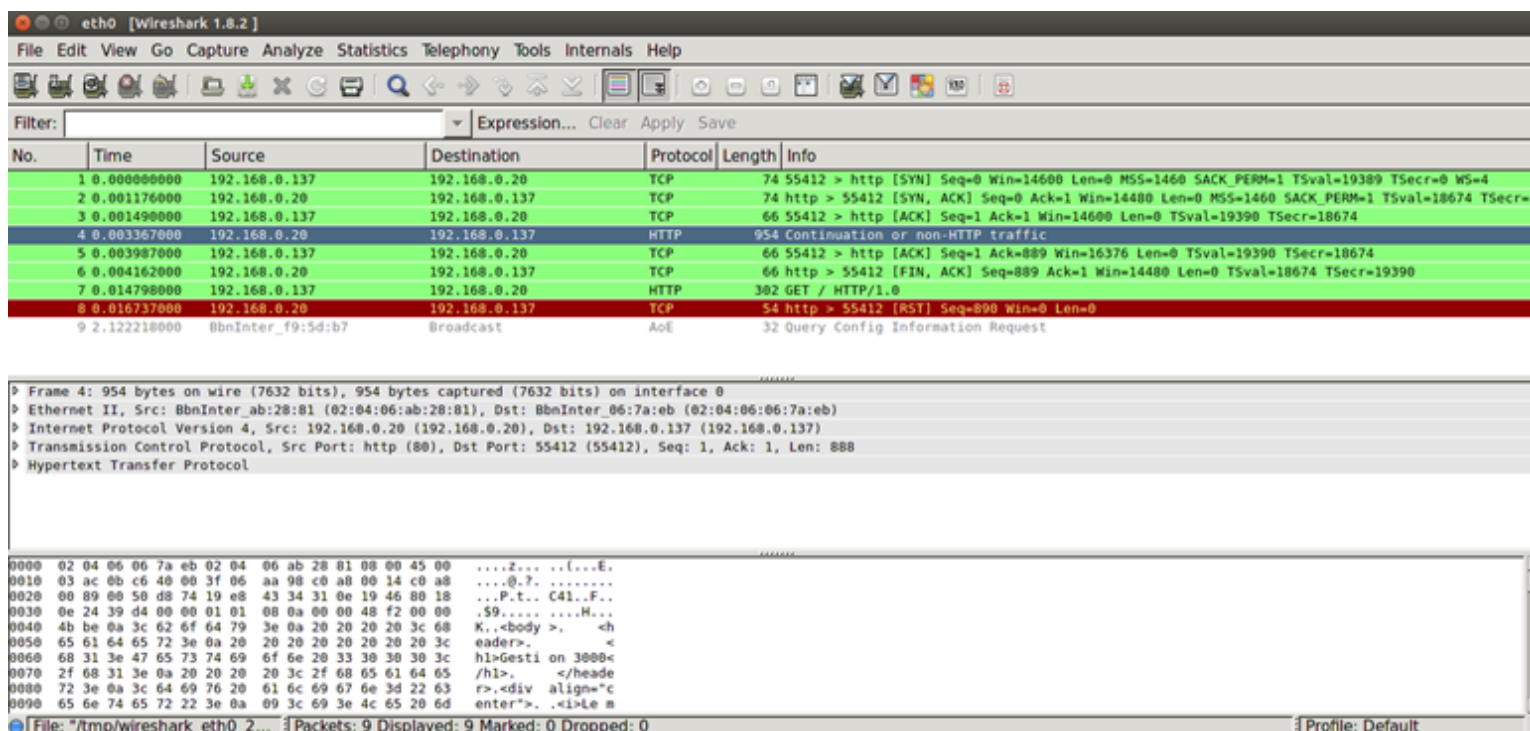 eth0 [Wireshark 1.8.2 ]
File Edit View Go Capture Analyze Statistics Telephony Tools Internals Help
Filter: Expression... Clear Apply Save
No. Time Source Destination Protocol Length Info
1 0.000000000 192.168.0.137 192.168.0.20 TCP 74 55412 > http [SYN] Seq=0 Win=14600 Len=0 MSS=1460 SACK_PERM=1 TSval=19389 TSecr=0 WS=4
2 0.001176000 192.168.0.20 192.168.0.137 TCP 74 http > 55412 [SYN, ACK] Seq=0 Ack=1 Win=14480 Len=0 MSS=1460 SACK_PERM=1 TSval=18674 TSecr=
3 0.001490000 192.168.0.137 192.168.0.20 TCP 66 55412 > http [ACK] Seq=1 Ack=1 Win=14600 Len=0 TSval=19390 TSecr=18674
4 0.003367000 192.168.0.20 192.168.0.137 HTTP 954 Continuation or non-HTTP traffic
5 0.003987000 192.168.0.137 192.168.0.20 TCP 66 55412 > http [ACK] Seq=1 Ack=889 Win=16376 Len=0 TSval=19390 TSecr=18674
6 0.004162000 192.168.0.20 192.168.0.137 TCP 66 http > 55412 [FIN, ACK] Seq=889 Ack=1 Win=14480 Len=0 TSval=18674 TSecr=19390
7 0.014798000 192.168.0.137 192.168.0.20 HTTP 302 GET / HTTP/1.0
8 0.016737000 192.168.0.20 192.168.0.137 TCP 54 http > 55412 [RST] Seq=890 Win=0 Len=0
9 2.122218000 BbnInter_f9:5d:b7 Broadcast AoE 32 Query Config Information Request
Frame 4: 954 bytes on wire (7632 bits), 954 bytes captured (7632 bits) on interface 0
Ethernet II, Src: BbnInter_ab:28:81 (02:04:06:ab:28:81), Dst: BbnInter_06:7a:eb (02:04:06:06:7a:eb)
Internet Protocol Version 4, Src: 192.168.0.20 (192.168.0.20), Dst: 192.168.0.137 (192.168.0.137)
Transmission Control Protocol, Src Port: http (80), Dst Port: 55412 (55412), Seq: 1, Ack: 1, Len: 888
Hypertext Transfer Protocol
0000 02 04 06 06 7a eb 02 04 06 ab 28 81 08 00 45 00 ....z... ..(...E.
0010 03 ac 0b c6 40 00 3f 06 aa 98 c0 a8 00 14 c0 a8 ....@.?. ........
0020 00 89 00 50 d8 74 19 e8 43 34 31 0e 19 46 80 18 ...P.t.. C41..F..
0030 0e 24 39 d4 00 00 01 01 08 0a 00 00 48 f2 00 00 .$9..... ....H...
0040 4b be 0a 3c 62 6f 64 79 3e 0a 20 20 20 20 3c 68 K..<body >. <h
0050 65 61 64 65 72 3e 0a 20 20 20 20 20 20 20 20 3c eader>. <
0060 68 31 3e 47 65 73 74 69 6f 6e 20 33 30 30 30 3c h1>Gesti on 3000<
0070 2f 68 31 3e 0a 20 20 20 20 3c 2f 68 65 61 64 65 /h1>. </heade
0080 72 3e 0a 3c 64 69 76 20 61 6c 69 67 6e 3d 22 63 r>.<div align="c
0090 65 6e 74 65 72 22 3e 0a 09 3c 69 3e 4c 65 20 6d enter">. .<i>Le m
File: "/tmp/wireshark_eth0_2... Packets: 9 Displayed: 9 Marked: 0 Dropped: 0 Profile: Default